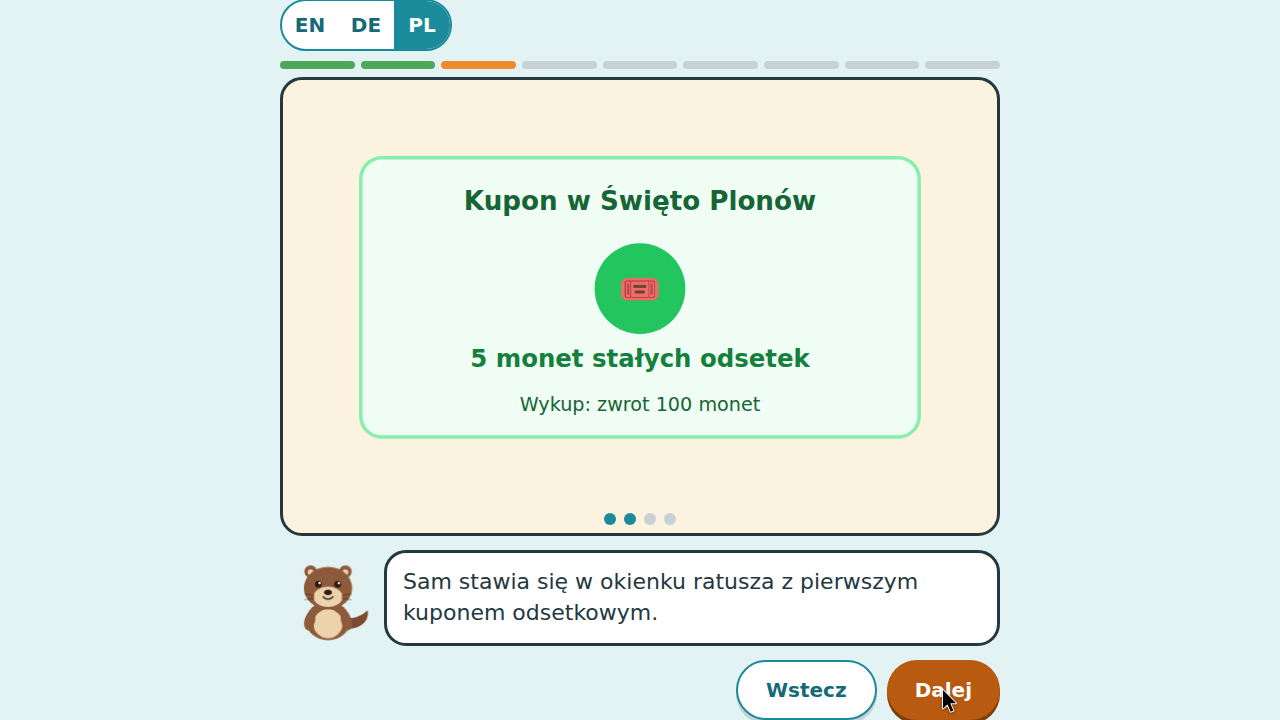 EN DE PL
Kupon w Święto Plonów
5 monet stałych odsetek
Wykup: zwrot 100 monet
Sam stawia się w okienku ratusza z pierwszym
kuponem odsetkowym.
Wstecz Dalej